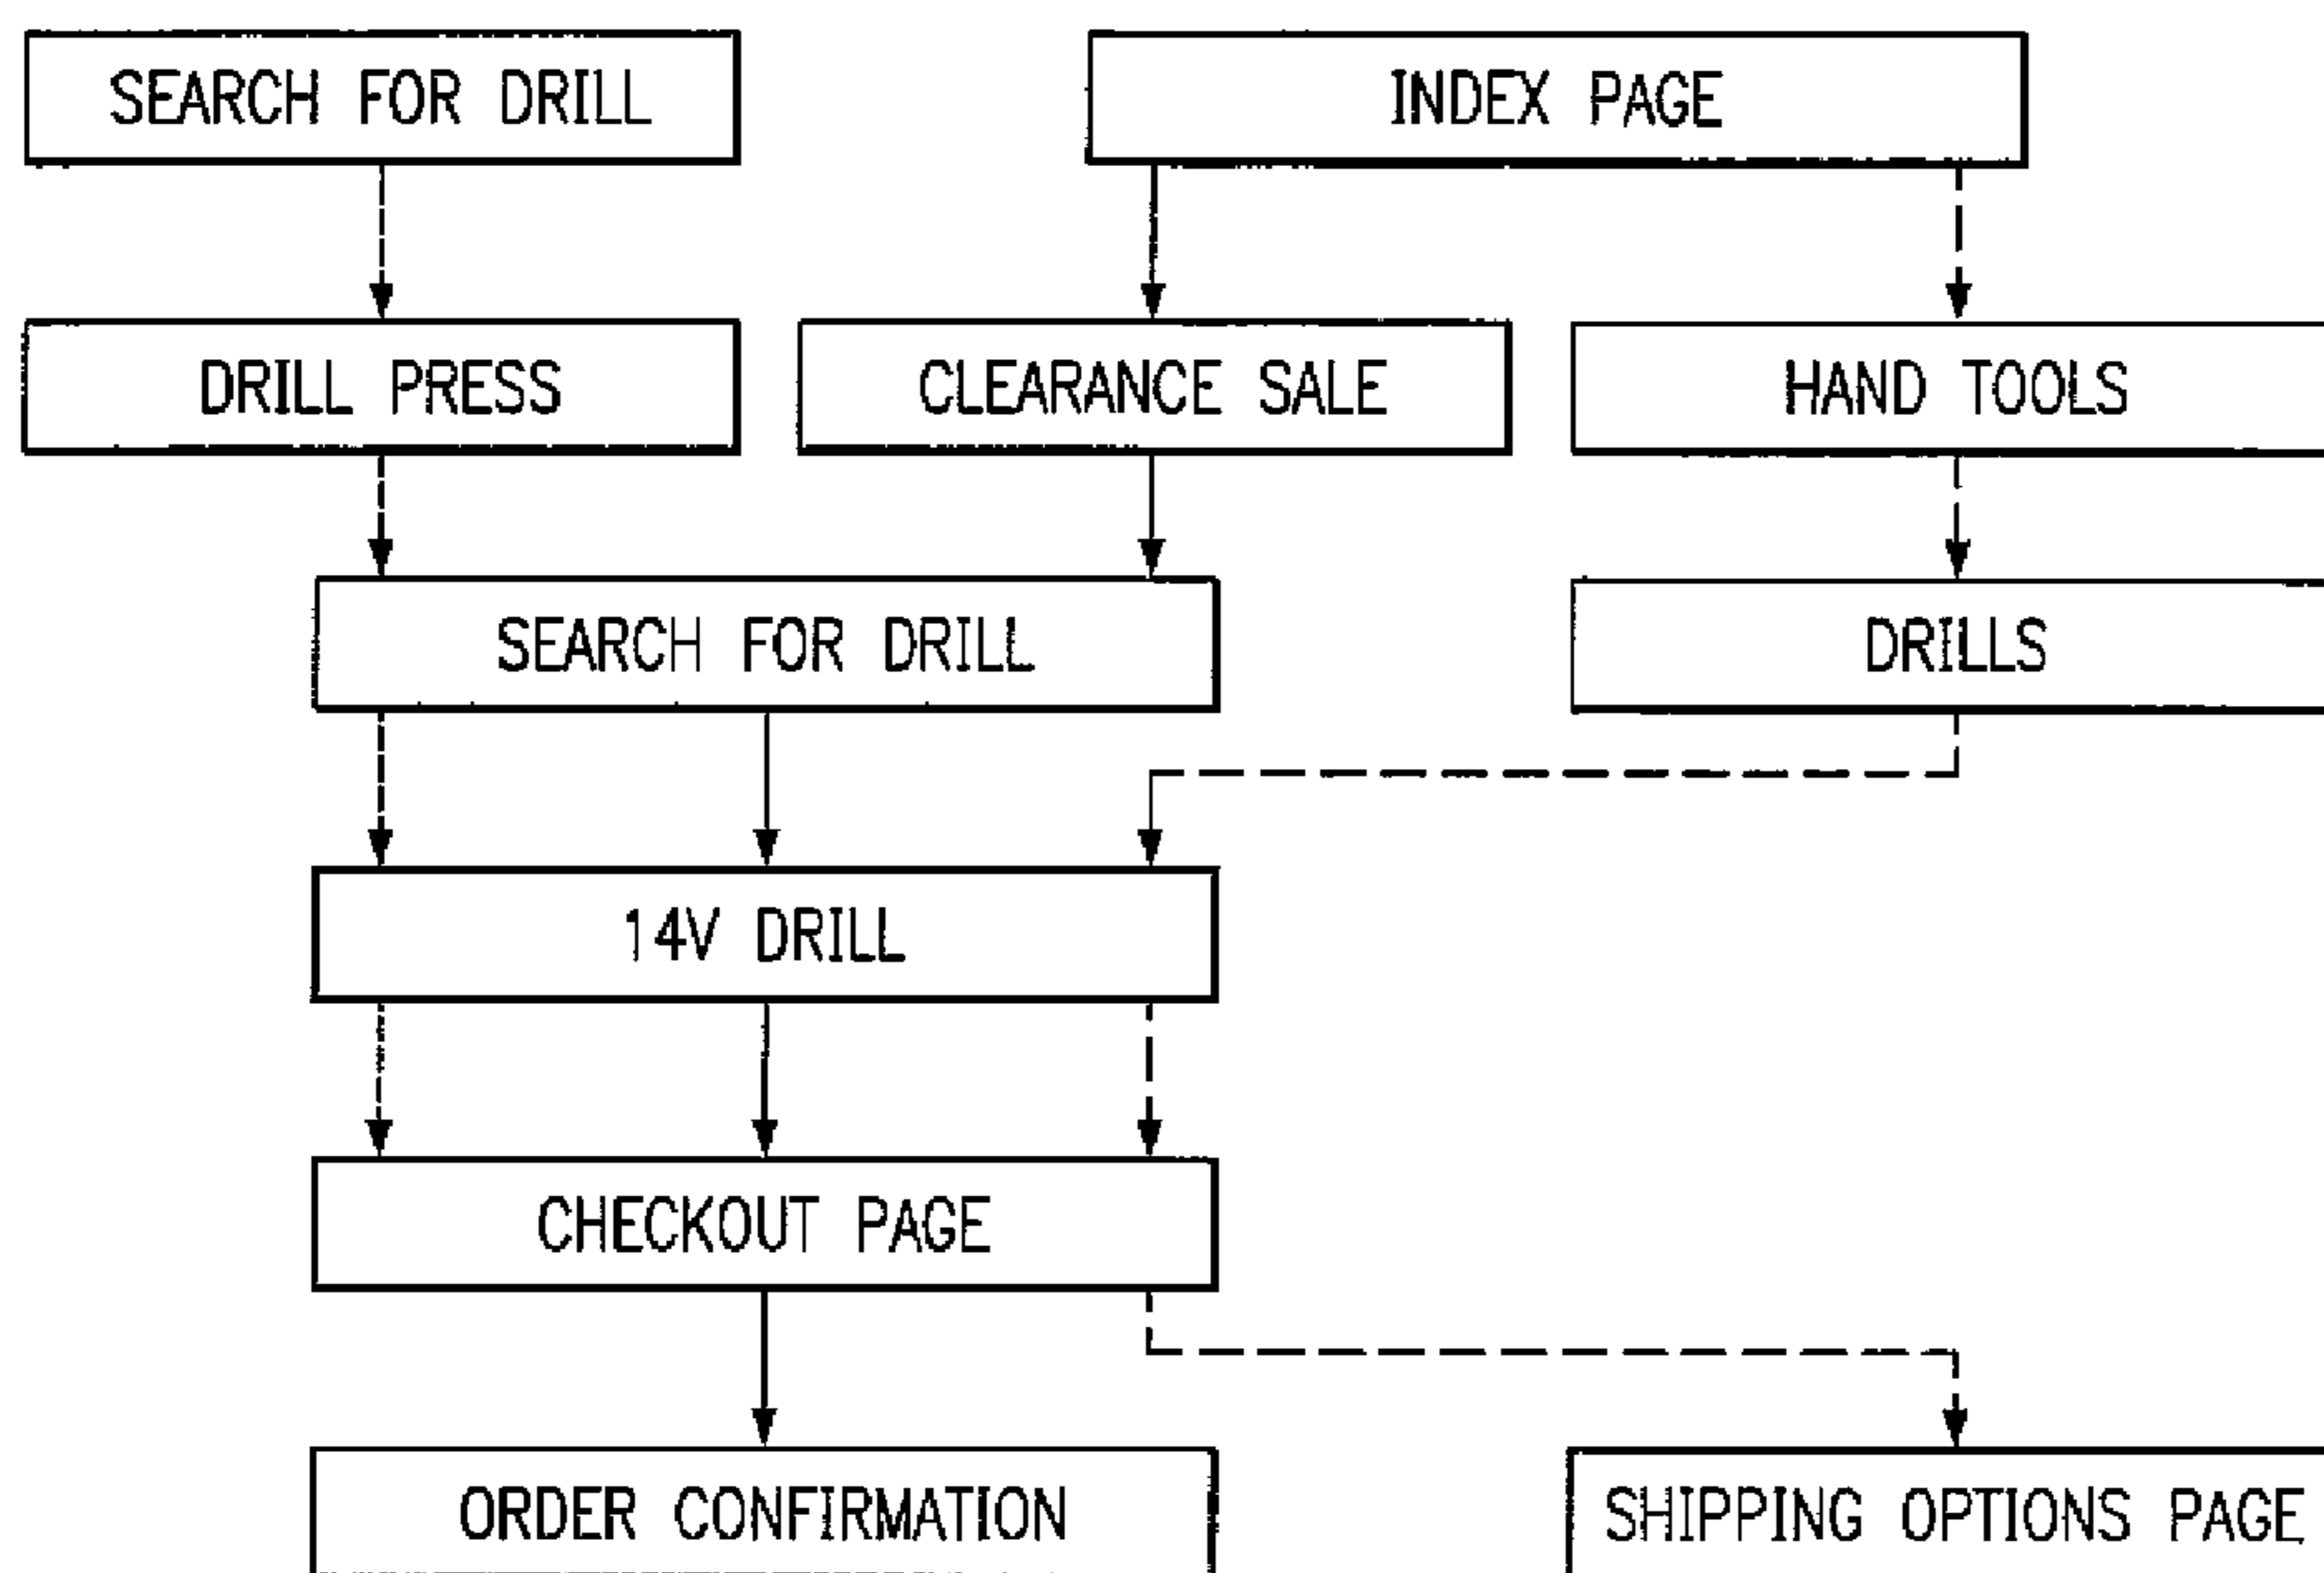 SEARCH FOR DRILL
INDEX PAGE
DRILL PRESS
CLEARANCE SALE
HAND TOOLS
SEARCH FOR DRILL
DRILLS
14V DRILL
CHECKOUT PAGE
ORDER CONFIRMATION
SHIPPING OPTIONS PAGE